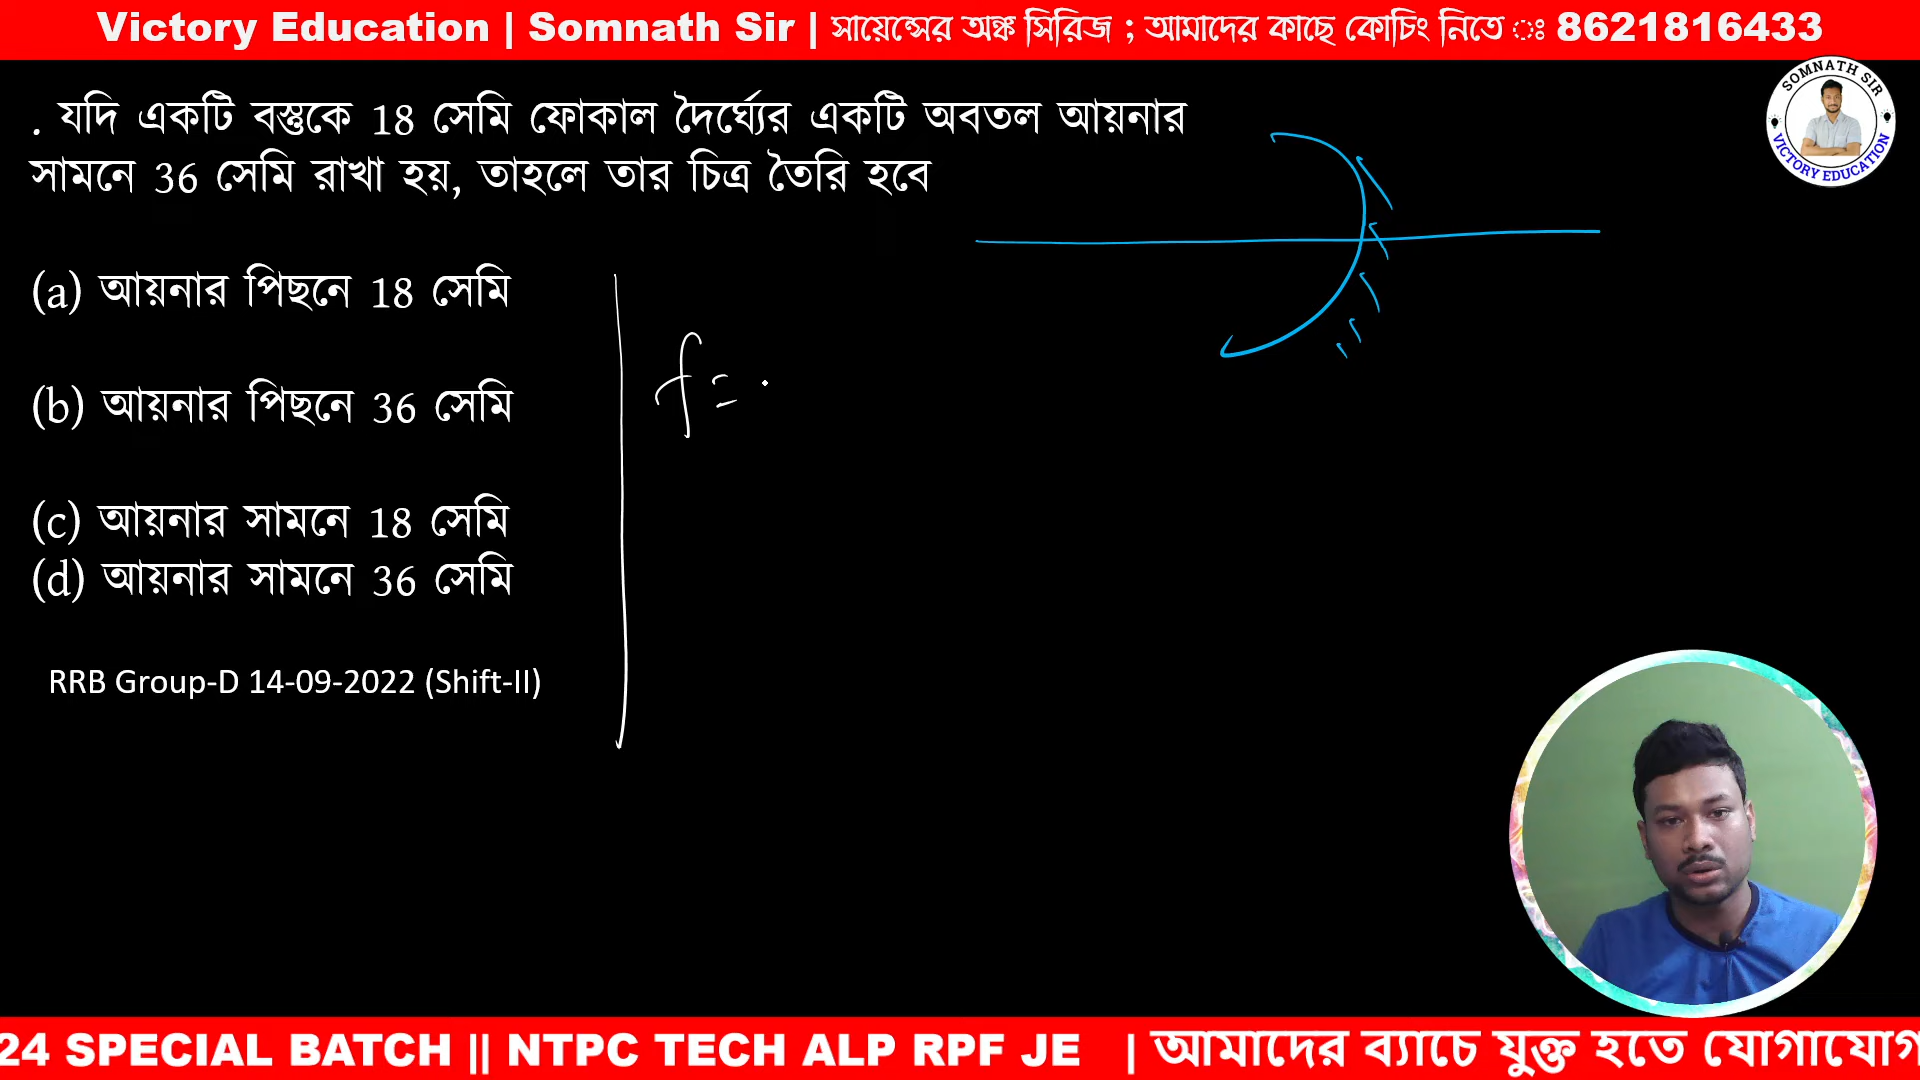 Victory Education | Somnath Sir | সায়েন্সের অঙ্ক সিরিজ ; আমাদের কাছে কোচিং নিতে ঃ 8621816433
SOMNATH SIR
VICTORY EDUCATION
. যদি একটি বস্তুকে 18 সেমি ফোকাল দৈর্ঘ্যের একটি অবতল আয়নার
সামনে 36 সেমি রাখা হয়, তাহলে তার চিত্র তৈরি হবে
(a) আয়নার পিছনে 18 সেমি
(b) আয়নার পিছনে 36 সেমি
(c) আয়নার সামনে 18 সেমি
(d) আয়নার সামনে 36 সেমি
RRB Group-D 14-09-2022 (Shift-II)
f =
24 SPECIAL BATCH || NTPC TECH ALP RPF JE | আমাদের ব্যাচে যুক্ত হতে যোগাযোগ